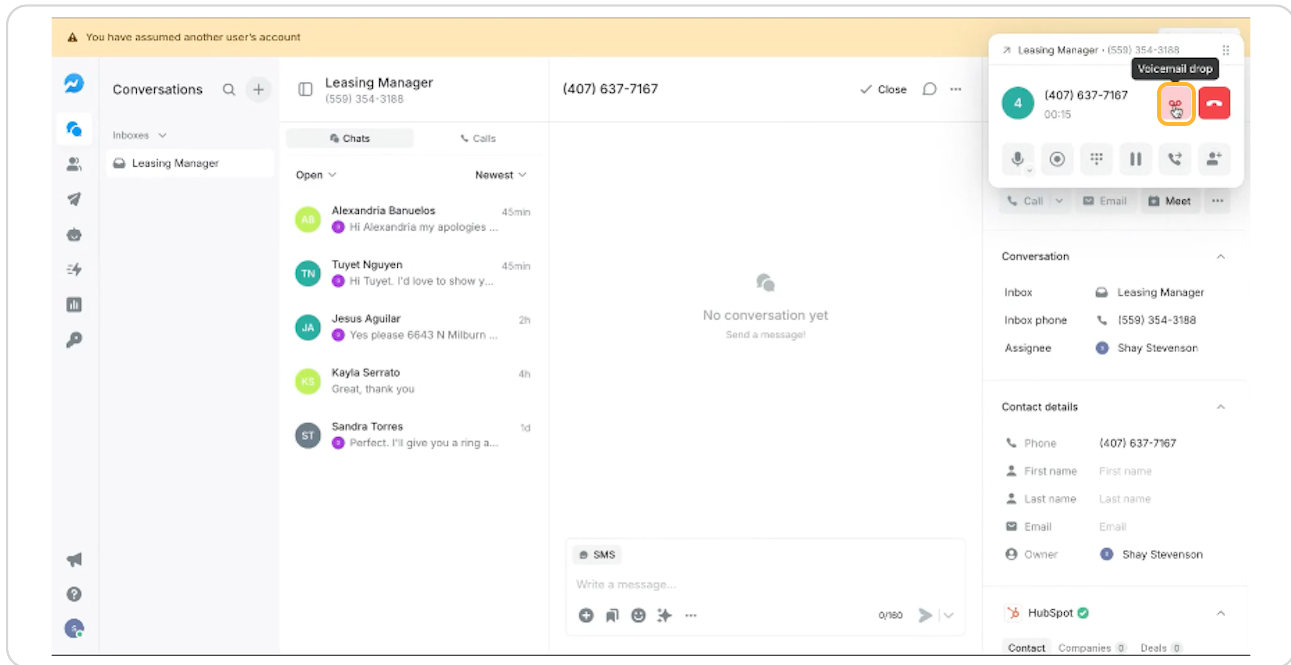 You have assumed another user's account
Leasing Manager • (559) 354-3188
Voicemail drop
4
(407) 637-7167
00:15
Conversations
Inboxes
Leasing Manager
Leasing Manager
(559) 354-3188
Chats
Calls
Open
Newest
AB
Alexandria Banuelos
45min
Hi Alexandria my apologies ...
TN
Tuyet Nguyen
45min
Hi Tuyet. I'd love to show y...
JA
Jesus Aguilar
2h
Yes please 6643 N Milburn ...
KS
Kayla Serrato
4h
Great, thank you
ST
Sandra Torres
1d
Perfect. I'll give you a ring a...
(407) 637-7167
Close
No conversation yet
Send a message!
SMS
Write a message...
0/160
Call
Email
Meet
Conversation
Inbox
Leasing Manager
Inbox phone
(559) 354-3188
Assignee
Shay Stevenson
Contact details
Phone
(407) 637-7167
First name
First name
Last name
Last name
Email
Email
Owner
Shay Stevenson
HubSpot
Contact
Companies 0
Deals 0